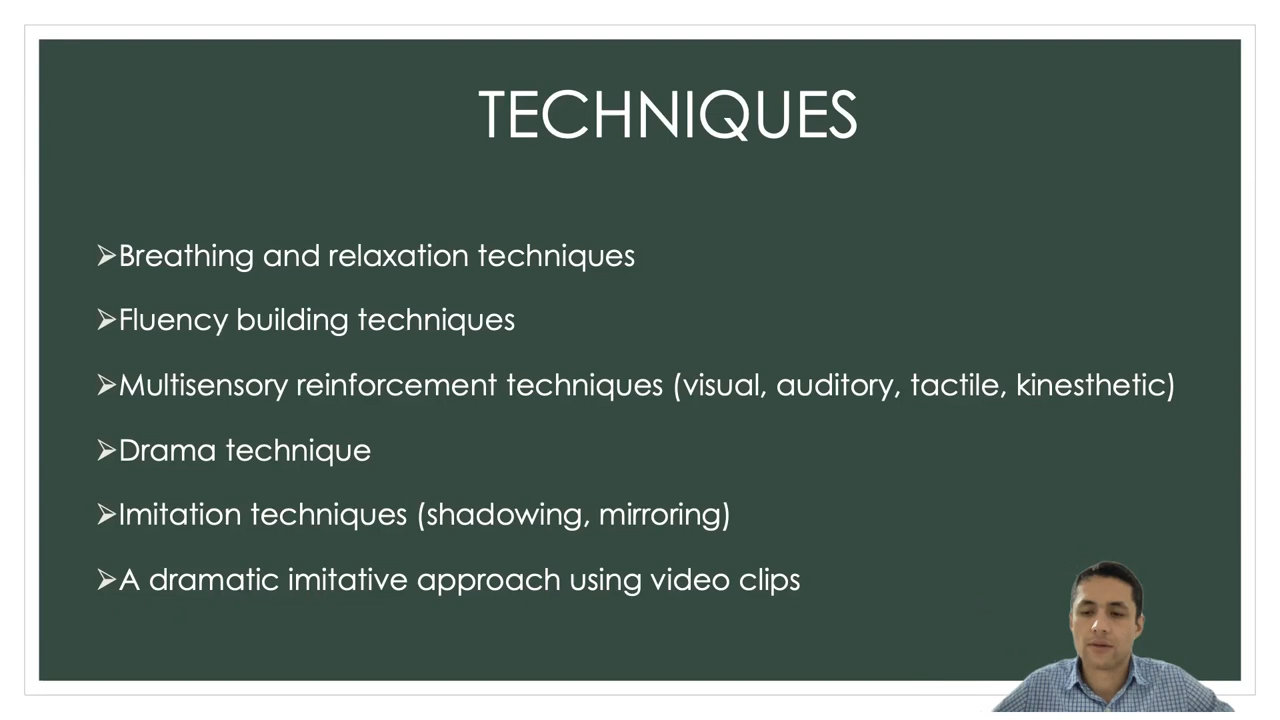 TECHNIQUES
➢Breathing and relaxation techniques
➢Fluency building techniques
➢Multisensory reinforcement techniques (visual, auditory, tactile, kinesthetic)
➢Drama technique
➢Imitation techniques (shadowing, mirroring)
➢A dramatic imitative approach using video clips